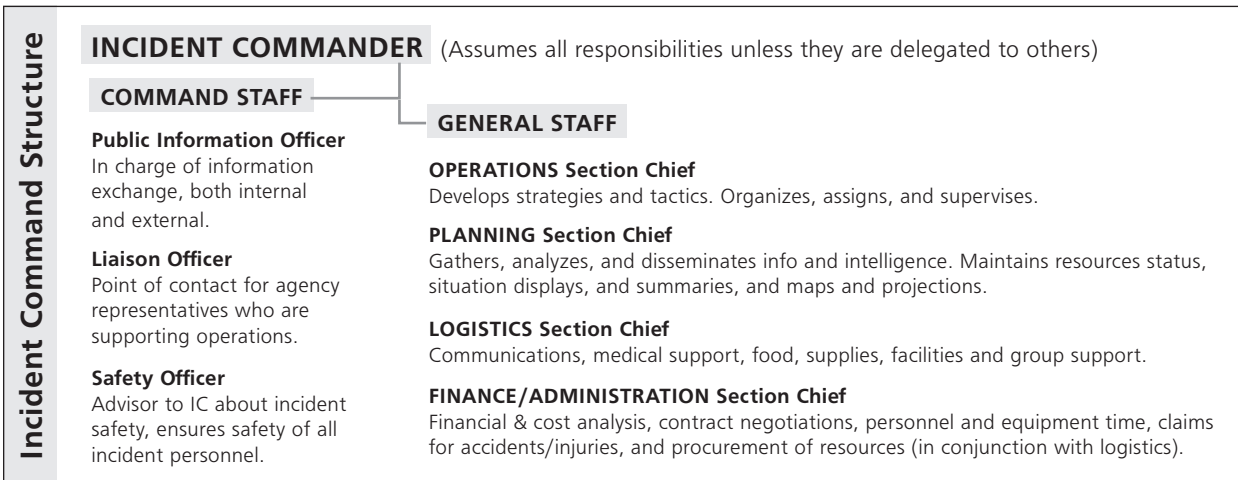 Incident Command Structure
INCIDENT COMMANDER (Assumes all responsibilities unless they are delegated to others)
COMMAND STAFF
Public Information Officer
In charge of information
exchange, both internal
and external.
Liaison Officer
Point of contact for agency
representatives who are
supporting operations.
Safety Officer
Advisor to IC about incident
safety, ensures safety of all
incident personnel.
GENERAL STAFF
OPERATIONS Section Chief
Develops strategies and tactics. Organizes, assigns, and supervises.
PLANNING Section Chief
Gathers, analyzes, and disseminates info and intelligence. Maintains resources status,
situation displays, and summaries, and maps and projections.
LOGISTICS Section Chief
Communications, medical support, food, supplies, facilities and group support.
FINANCE/ADMINISTRATION Section Chief
Financial & cost analysis, contract negotiations, personnel and equipment time, claims
for accidents/injuries, and procurement of resources (in conjunction with logistics).